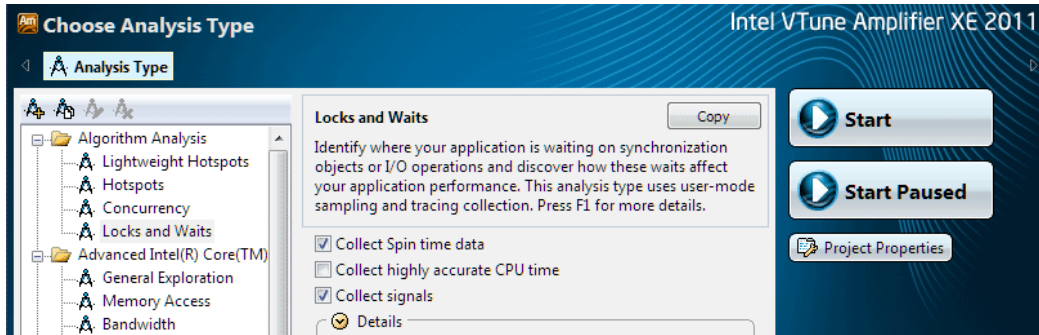 Am Choose Analysis Type
Intel VTune Amplifier XE 2011
Analysis Type
Algorithm Analysis
Lightweight Hotspots
Hotspots
Concurrency
Locks and Waits
Advanced Intel(R) Core(TM)
General Exploration
Memory Access
Bandwidth
Locks and Waits
Copy
Identify where your application is waiting on synchronization
objects or I/O operations and discover how these waits affect
your application performance. This analysis type uses user-mode
sampling and tracing collection. Press F1 for more details.
Collect Spin time data
Collect highly accurate CPU time
Collect signals
Details
Start
Start Paused
Project Properties